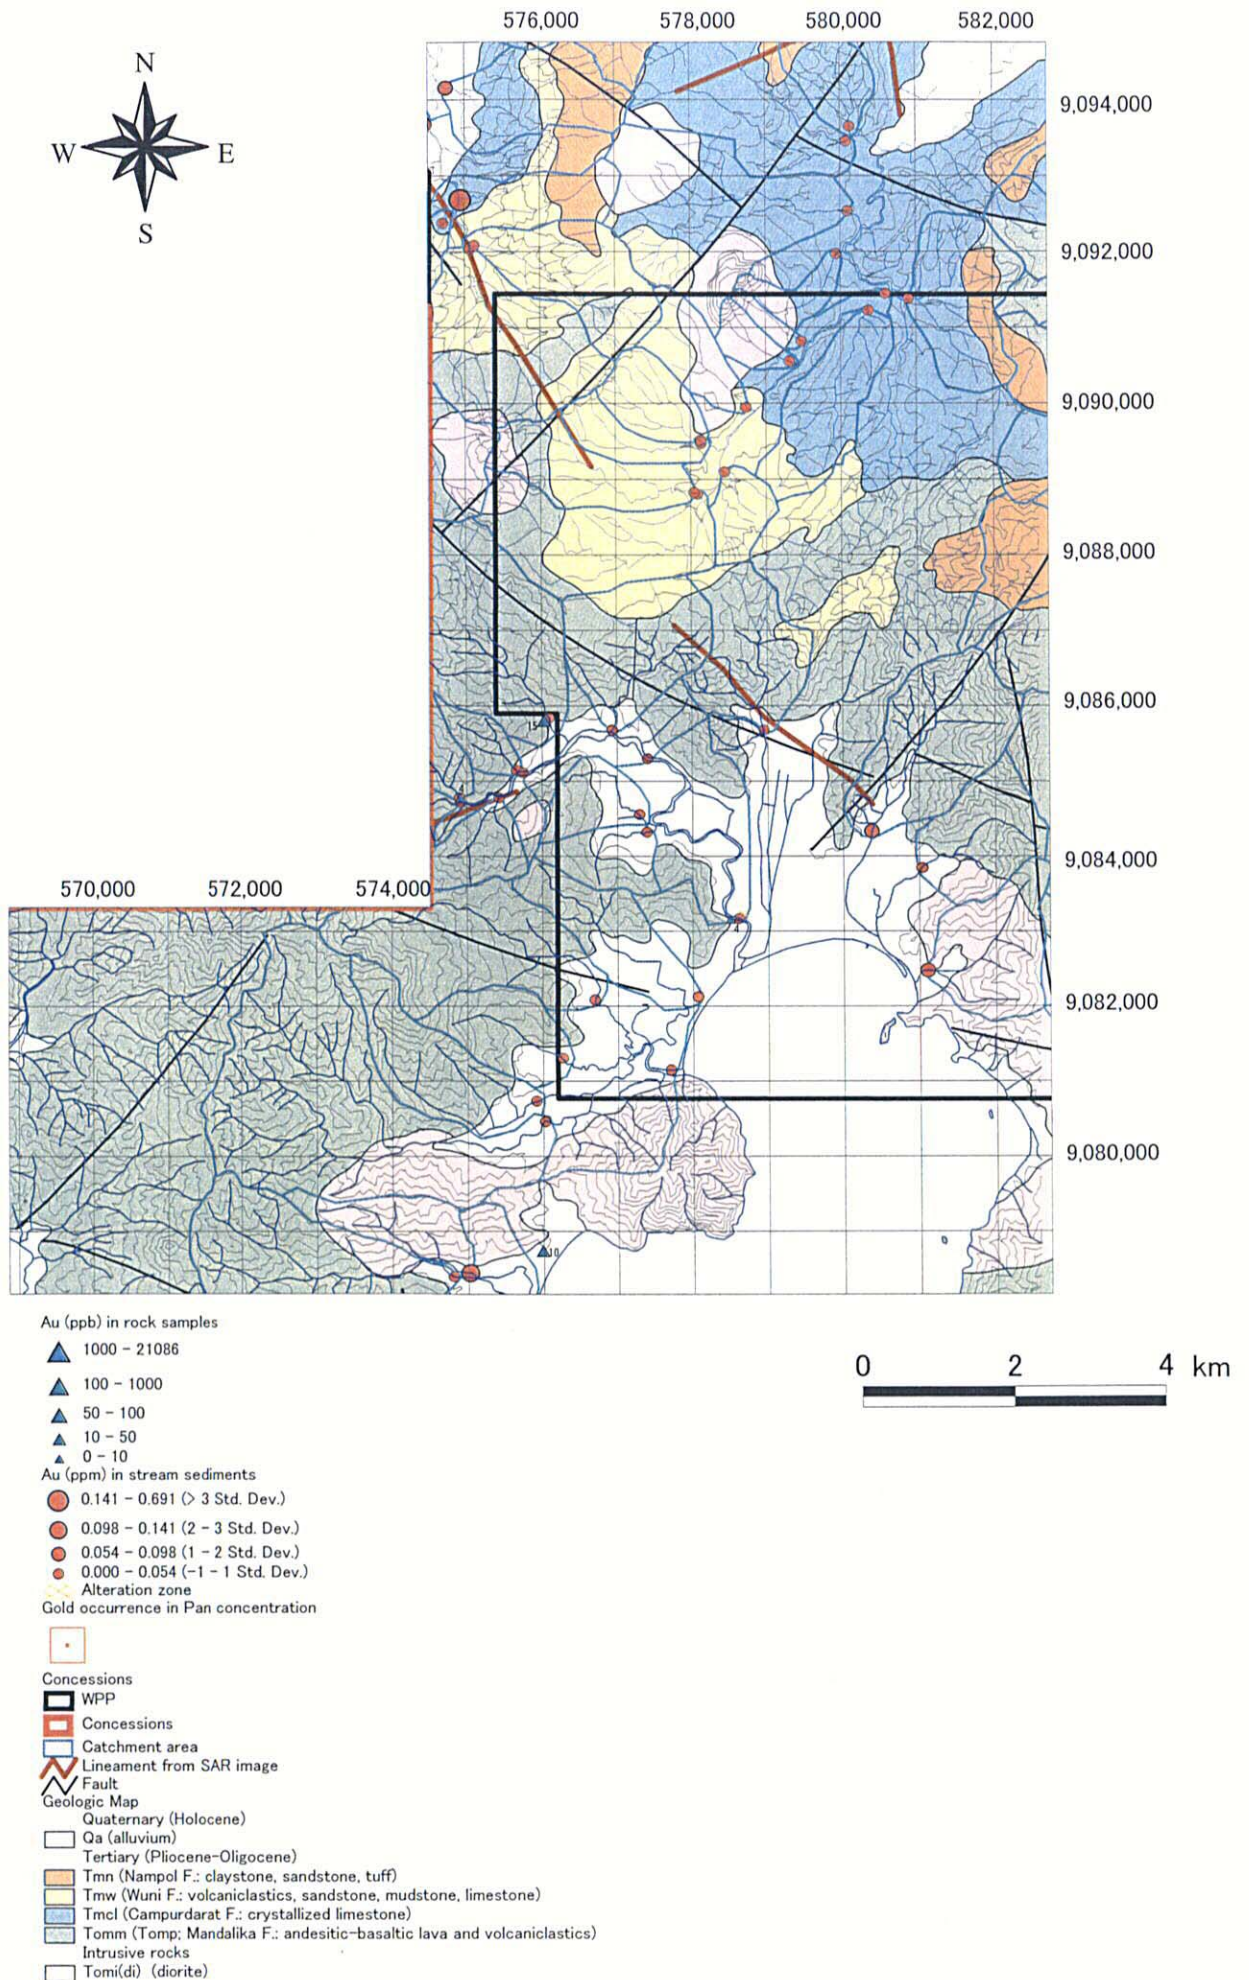 576,000 578,000 580,000 582,000
N
W E
S
9,094,000
9,092,000
9,090,000
9,088,000
9,086,000
15
4
9,084,000
570,000 572,000 574,000
4
9,082,000
9,080,000
10
Au (ppb) in rock samples
1000 - 21086
100 - 1000
50 - 100
10 - 50
0 - 10
Au (ppm) in stream sediments
0.141 - 0.691 (> 3 Std. Dev.)
0.098 - 0.141 (2 - 3 Std. Dev.)
0.054 - 0.098 (1 - 2 Std. Dev.)
0.000 - 0.054 (-1 - 1 Std. Dev.)
Alteration zone
Gold occurrence in Pan concentration
0 2 4 km
Concessions
WPP
Concessions
Catchment area
Lineament from SAR image
Fault
Geologic Map
Quaternary (Holocene)
Qa (alluvium)
Tertiary (Pliocene-Oligocene)
Tmn (Nampol F.: claystone, sandstone, tuff)
Tmw (Wuni F.: volcaniclastics, sandstone, mudstone, limestone)
Tmcl (Campurdarat F.: crystallized limestone)
Tomm (Tomp; Mandalika F.: andesitic-basaltic lava and volcaniclastics)
Intrusive rocks
Tomi(di) (diorite)